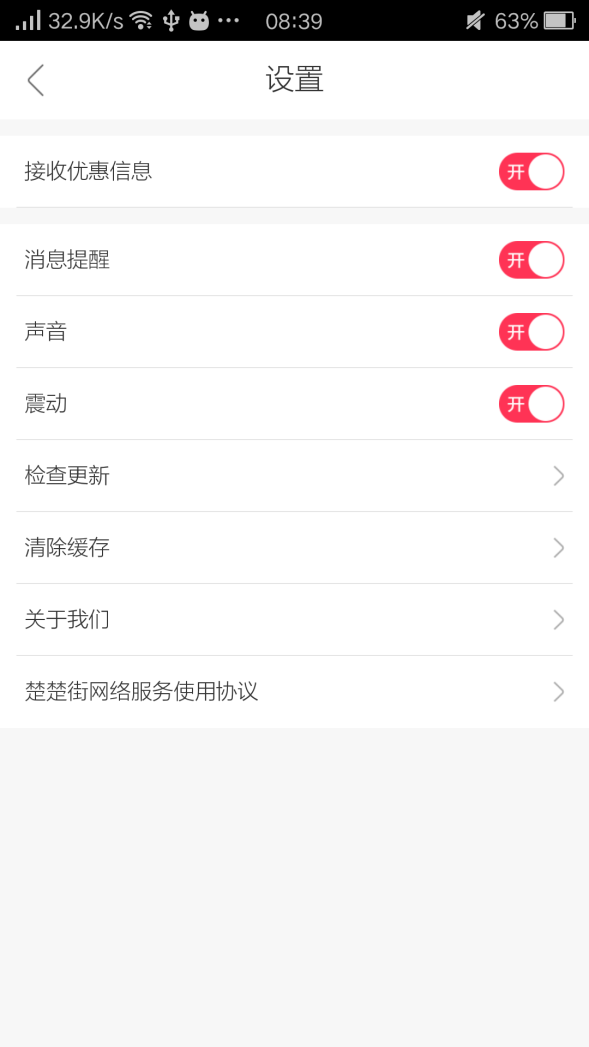 32.9K/s ··· 08:39 63%
设置
接收优惠信息 开
消息提醒 开
声音 开
震动 开
检查更新
清除缓存
关于我们
楚楚街网络服务使用协议